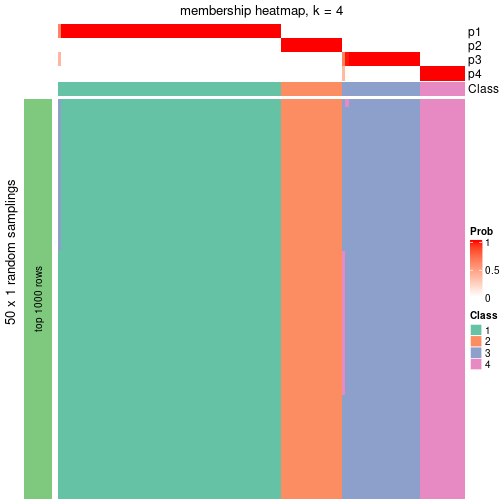 membership heatmap, k = 4
p1
p2
p3
p4
Class
50 x 1 random samplings
top 1000 rows
Prob
1
0.5
0
Class
1
2
3
4